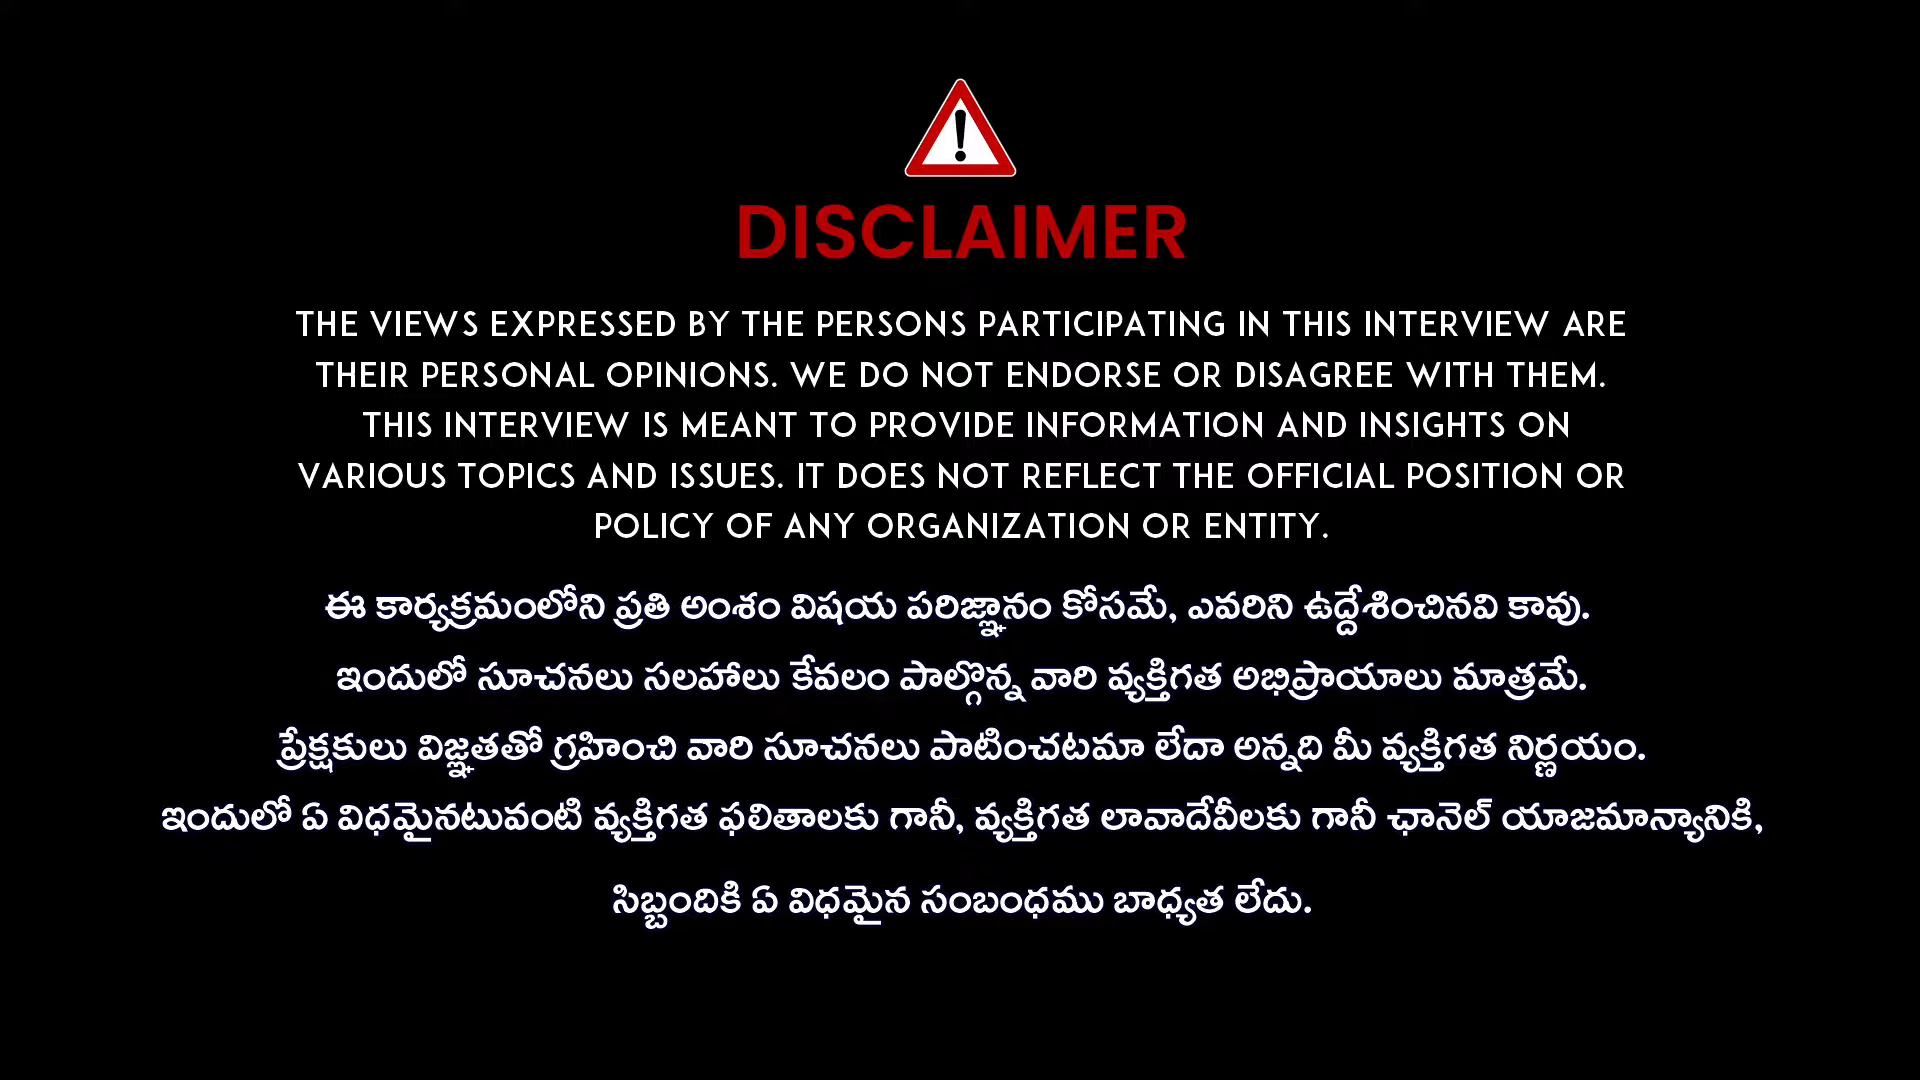 DISCLAIMER
THE VIEWS EXPRESSED BY THE PERSONS PARTICIPATING IN THIS INTERVIEW ARE
THEIR PERSONAL OPINIONS. WE DO NOT ENDORSE OR DISAGREE WITH THEM.
THIS INTERVIEW IS MEANT TO PROVIDE INFORMATION AND INSIGHTS ON
VARIOUS TOPICS AND ISSUES. IT DOES NOT REFLECT THE OFFICIAL POSITION OR
POLICY OF ANY ORGANIZATION OR ENTITY.
ఈ కార్యక్రమంలోని ప్రతి అంశం విషయ పరిజ్ఞానం కోసమే, ఎవరిని ఉద్దేశించినవి కావు.
ఇందులో సూచనలు సలహాలు కేవలం పాల్గొన్న వారి వ్యక్తిగత అభిప్రాయాలు మాత్రమే.
ప్రేక్షకులు విజ్ఞతతో గ్రహించి వారి సూచనలు పాటించటమా లేదా అన్నది మీ వ్యక్తిగత నిర్ణయం.
ఇందులో ఏ విధమైనటువంటి వ్యక్తిగత ఫలితాలకు గానీ, వ్యక్తిగత లావాదేవీలకు గానీ ఛానెల్ యాజమాన్యానికి,
సిబ్బందికి ఏ విధమైన సంబంధము బాధ్యత లేదు.